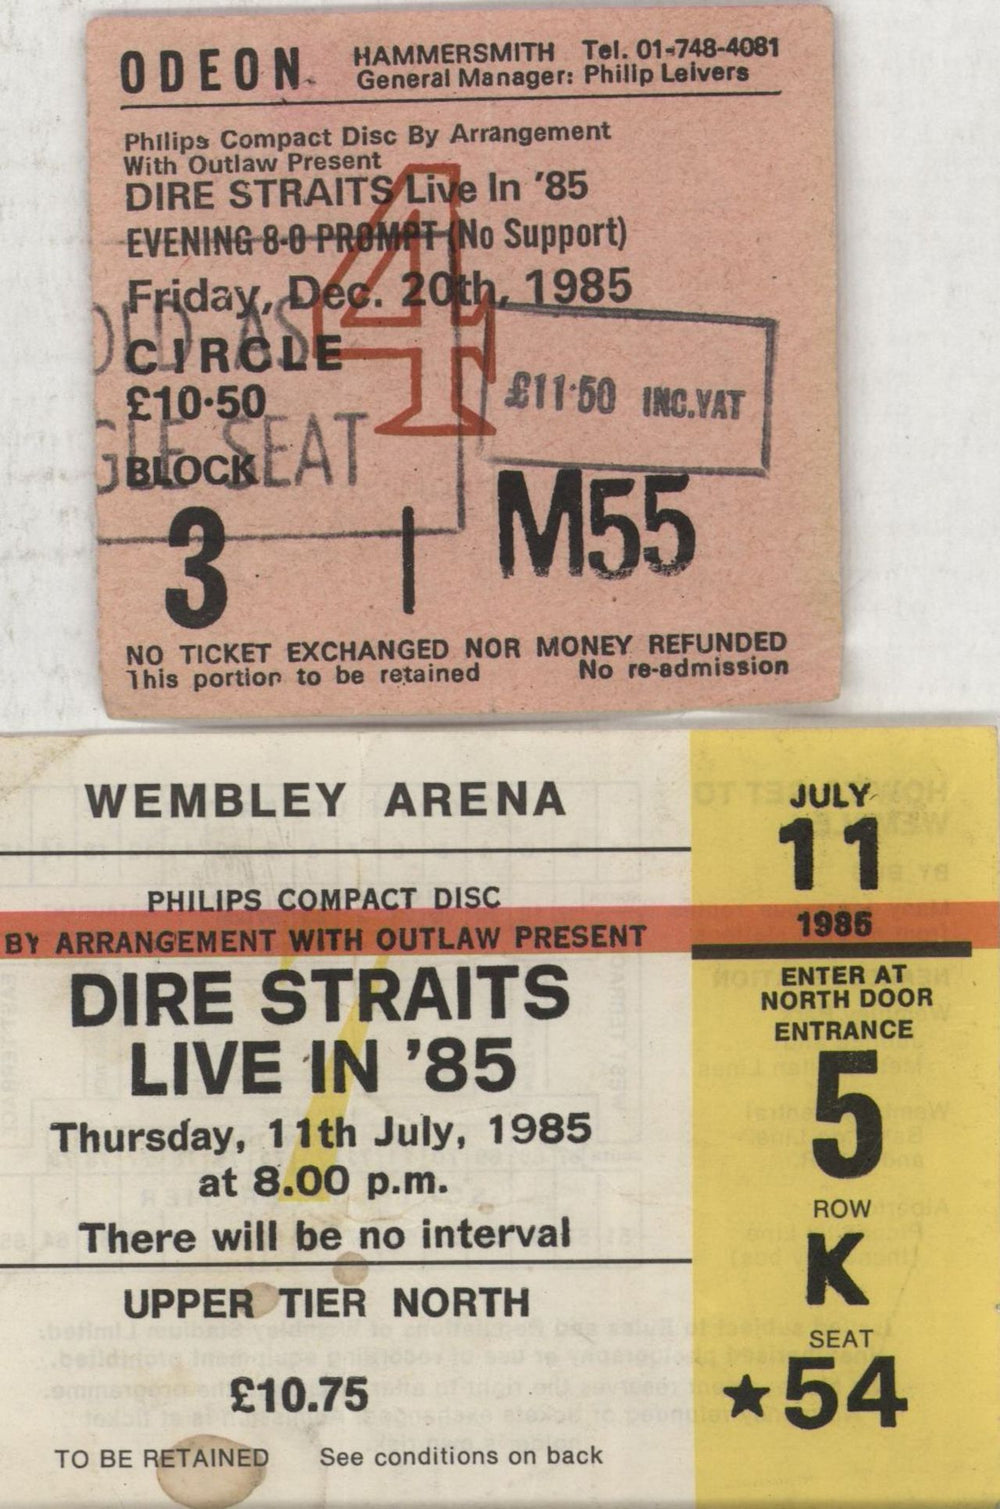 ODEON
HAMMERSMITH Tel. 01-748-4081
General Manager: Philip Leivers
Philips Compact Disc By Arrangement
With Outlaw Present
DIRE STRAITS Live In '85
EVENING 8-0 PROMPT (No Support)
Friday, Dec. 20th, 1985
4
CIRCLE
£10·50
£11·50 INC.VAT
AS
SEAT
BLOCK
3
M55
NO TICKET EXCHANGED NOR MONEY REFUNDED
This portion to be retained No re-admission
WEMBLEY ARENA
PHILIPS COMPACT DISC
BY ARRANGEMENT WITH OUTLAW PRESENT
DIRE STRAITS
LIVE IN '85
Thursday, 11th July, 1985
at 8.00 p.m.
There will be no interval
UPPER TIER NORTH
£10.75
TO BE RETAINED See conditions on back
JULY
11
1985
ENTER AT
NORTH DOOR
ENTRANCE
5
ROW
K
SEAT
★54